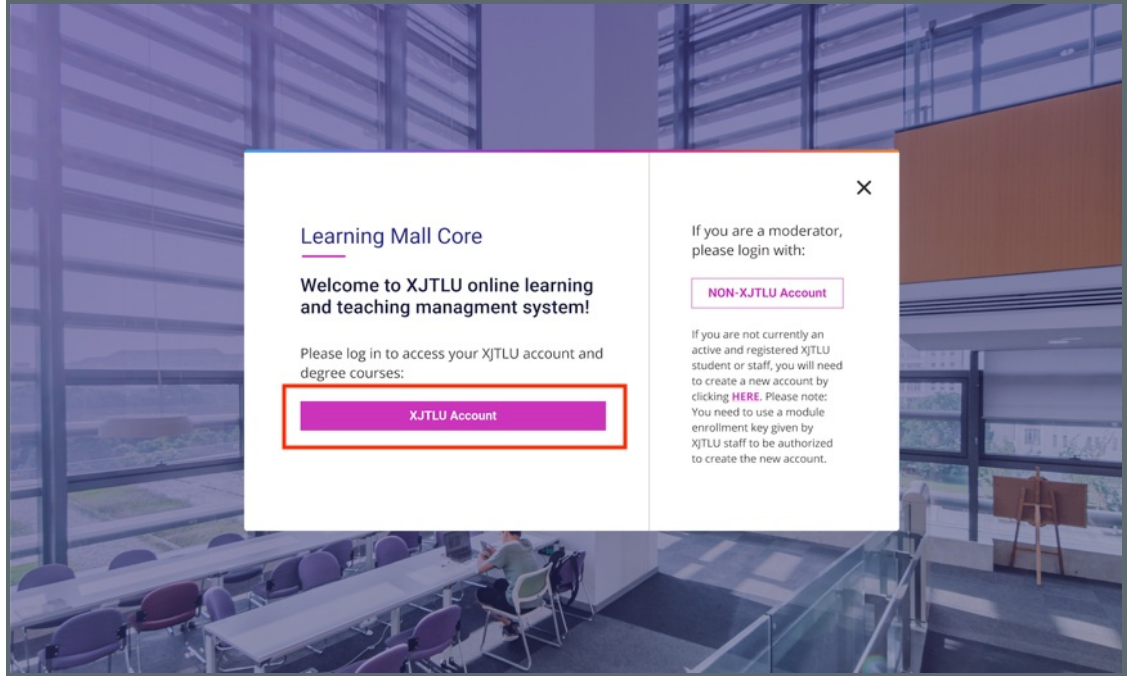 Learning Mall Core
Welcome to XJTLU online learning
and teaching managment system!
Please log in to access your XJTLU account and
degree courses:
XJTLU Account
If you are a moderator,
please login with:
NON-XJTLU Account
If you are not currently an
active and registered XJTLU
student or staff, you will need
to create a new account by
clicking HERE. Please note:
You need to use a module
enrollment key given by
XJTLU staff to be authorized
to create the new account.